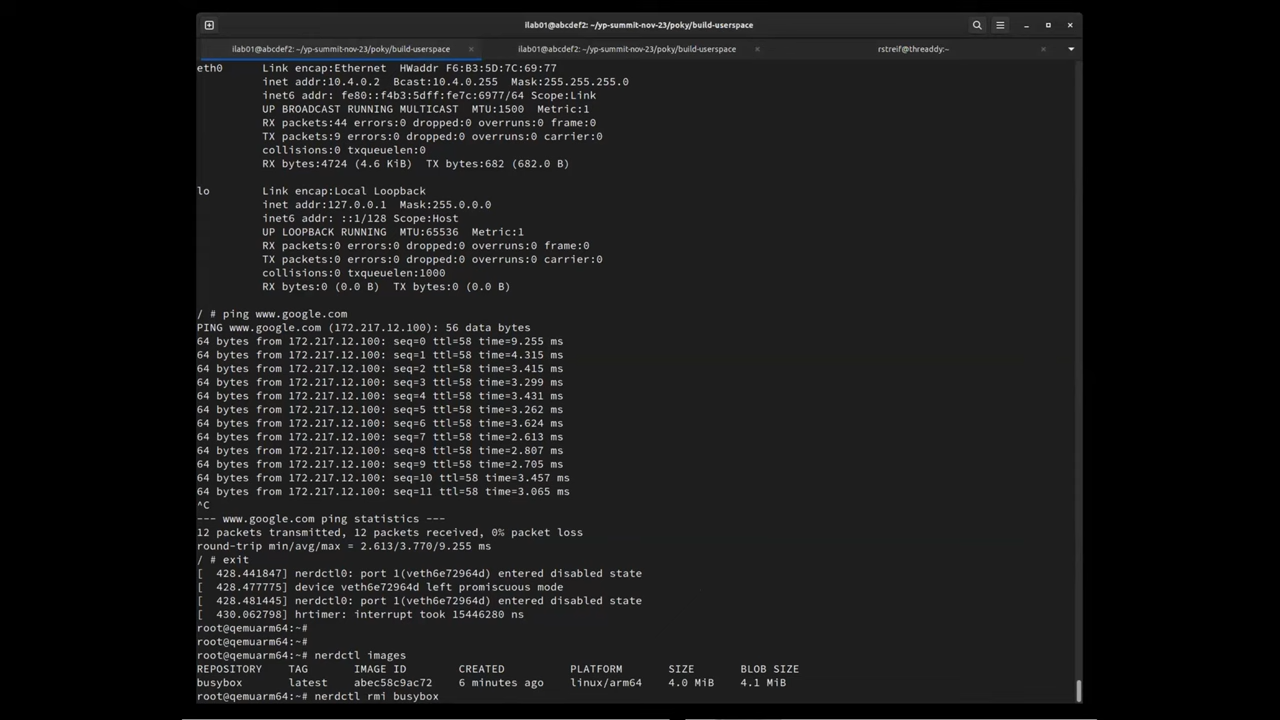 ilab01@abcdef2: ~/yp-summit-nov-23/poky/build-userspace
ilab01@abcdef2: ~/yp-summit-nov-23/poky/build-userspace × ilab01@abcdef2: ~/yp-summit-nov-23/poky/build-userspace × rstreif@threaddy:~ ×
eth0 Link encap:Ethernet HWaddr F6:B3:5D:7C:69:77
inet addr:10.4.0.2 Bcast:10.4.0.255 Mask:255.255.255.0
inet6 addr: fe80::f4b3:5dff:fe7c:6977/64 Scope:Link
UP BROADCAST RUNNING MULTICAST MTU:1500 Metric:1
RX packets:44 errors:0 dropped:0 overruns:0 frame:0
TX packets:9 errors:0 dropped:0 overruns:0 carrier:0
collisions:0 txqueuelen:0
RX bytes:4724 (4.6 KiB) TX bytes:682 (682.0 B)
lo Link encap:Local Loopback
inet addr:127.0.0.1 Mask:255.0.0.0
inet6 addr: ::1/128 Scope:Host
UP LOOPBACK RUNNING MTU:65536 Metric:1
RX packets:0 errors:0 dropped:0 overruns:0 frame:0
TX packets:0 errors:0 dropped:0 overruns:0 carrier:0
collisions:0 txqueuelen:1000
RX bytes:0 (0.0 B) TX bytes:0 (0.0 B)
/ # ping www.google.com
PING www.google.com (172.217.12.100): 56 data bytes
64 bytes from 172.217.12.100: seq=0 ttl=58 time=9.255 ms
64 bytes from 172.217.12.100: seq=1 ttl=58 time=4.315 ms
64 bytes from 172.217.12.100: seq=2 ttl=58 time=3.415 ms
64 bytes from 172.217.12.100: seq=3 ttl=58 time=3.299 ms
64 bytes from 172.217.12.100: seq=4 ttl=58 time=3.431 ms
64 bytes from 172.217.12.100: seq=5 ttl=58 time=3.262 ms
64 bytes from 172.217.12.100: seq=6 ttl=58 time=3.624 ms
64 bytes from 172.217.12.100: seq=7 ttl=58 time=2.613 ms
64 bytes from 172.217.12.100: seq=8 ttl=58 time=2.807 ms
64 bytes from 172.217.12.100: seq=9 ttl=58 time=2.705 ms
64 bytes from 172.217.12.100: seq=10 ttl=58 time=3.457 ms
64 bytes from 172.217.12.100: seq=11 ttl=58 time=3.065 ms
^C
--- www.google.com ping statistics ---
12 packets transmitted, 12 packets received, 0% packet loss
round-trip min/avg/max = 2.613/3.770/9.255 ms
/ # exit
[ 428.441847] nerdctl0: port 1(veth6e72964d) entered disabled state
[ 428.477775] device veth6e72964d left promiscuous mode
[ 428.481445] nerdctl0: port 1(veth6e72964d) entered disabled state
[ 430.062798] hrtimer: interrupt took 15446280 ns
root@qemuarm64:~#
root@qemuarm64:~#
root@qemuarm64:~# nerdctl images
REPOSITORY TAG IMAGE ID CREATED PLATFORM SIZE BLOB SIZE
busybox latest abec58c9ac72 6 minutes ago linux/arm64 4.0 MiB 4.1 MiB
root@qemuarm64:~# nerdctl rmi busybox